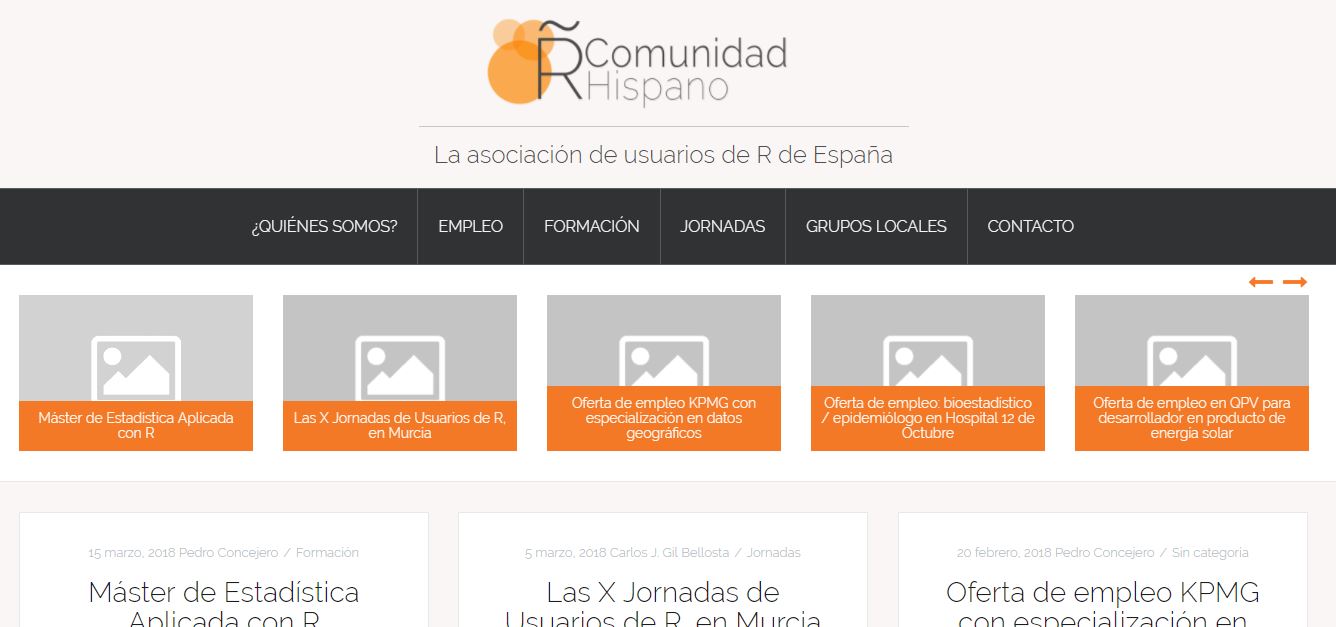 R̃ Comunidad
Hispano
La asociación de usuarios de R de España
¿QUIÉNES SOMOS?
EMPLEO
FORMACIÓN
JORNADAS
GRUPOS LOCALES
CONTACTO
Máster de Estadística Aplicada
con R
Las X Jornadas de Usuarios de R,
en Murcia
Oferta de empleo KPMG con
especialización en datos
geográficos
Oferta de empleo: bioestadístico
/ epidemiólogo en Hospital 12 de
Octubre
Oferta de empleo en QPV para
desarrollador en producto de
energia solar
15 marzo, 2018 Pedro Concejero / Formación
Máster de Estadística
Aplicada con R
5 marzo, 2018 Carlos J. Gil Bellosta / Jornadas
Las X Jornadas de
Usuarios de R, en Murcia
20 febrero, 2018 Pedro Concejero / Sin categoría
Oferta de empleo KPMG
con especialización en